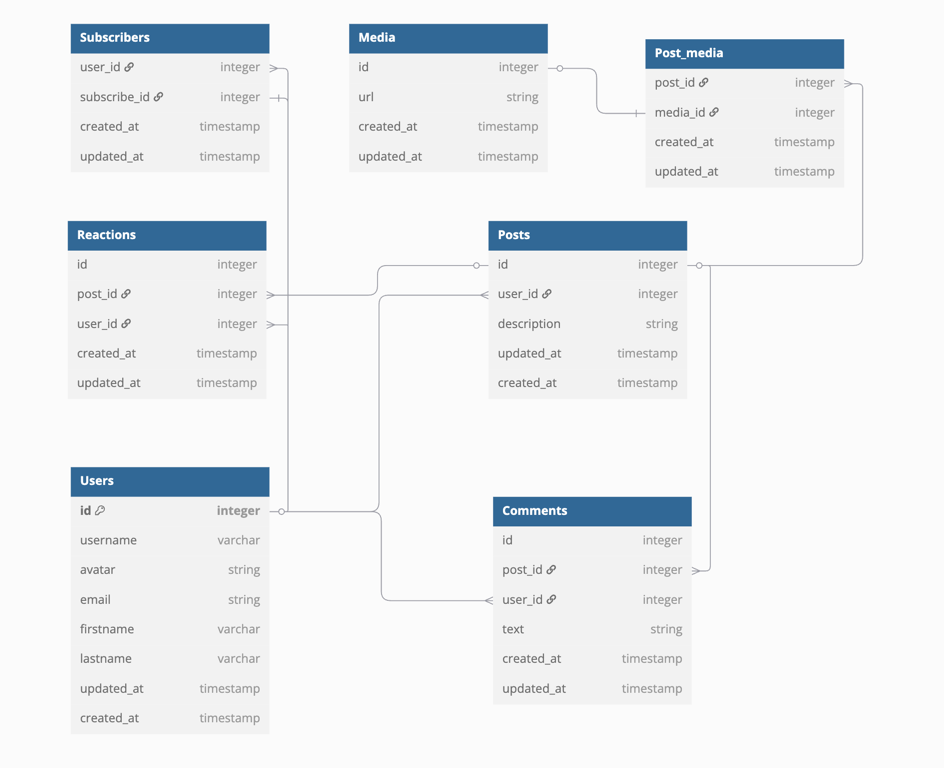 Subscribers
user_id integer
subscribe_id integer
created_at timestamp
updated_at timestamp
Media
id integer
url string
created_at timestamp
updated_at timestamp
Post_media
post_id integer
media_id integer
created_at timestamp
updated_at timestamp
Reactions
id integer
post_id integer
user_id integer
created_at timestamp
updated_at timestamp
Posts
id integer
user_id integer
description string
updated_at timestamp
created_at timestamp
Users
id integer
username varchar
avatar string
email string
firstname varchar
lastname varchar
updated_at timestamp
created_at timestamp
Comments
id integer
post_id integer
user_id integer
text string
created_at timestamp
updated_at timestamp